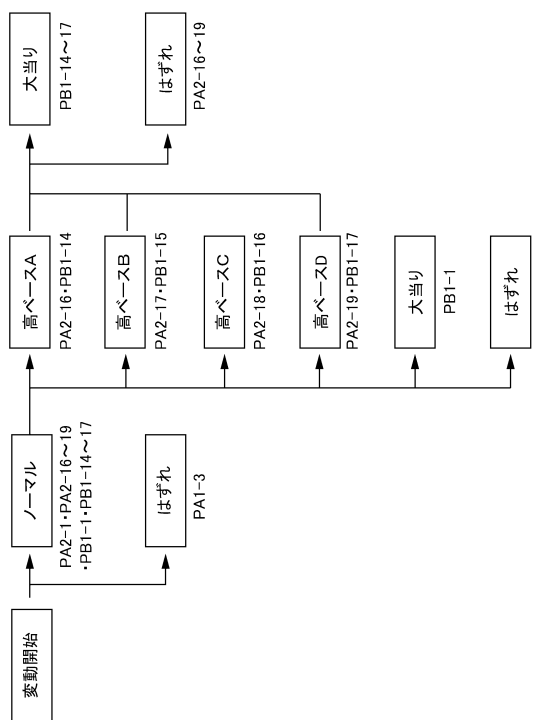 変動開始
ノーマル
PA2-1・PA2-16～19
・PB1-1・PB1-14～17
はずれ
PA1-3
高ベースA
PA2-16・PB1-14
高ベースB
PA2-17・PB1-15
高ベースC
PA2-18・PB1-16
高ベースD
PA2-19・PB1-17
大当り
PB1-1
はずれ
大当り
PB1-14～17
はずれ
PA2-16～19